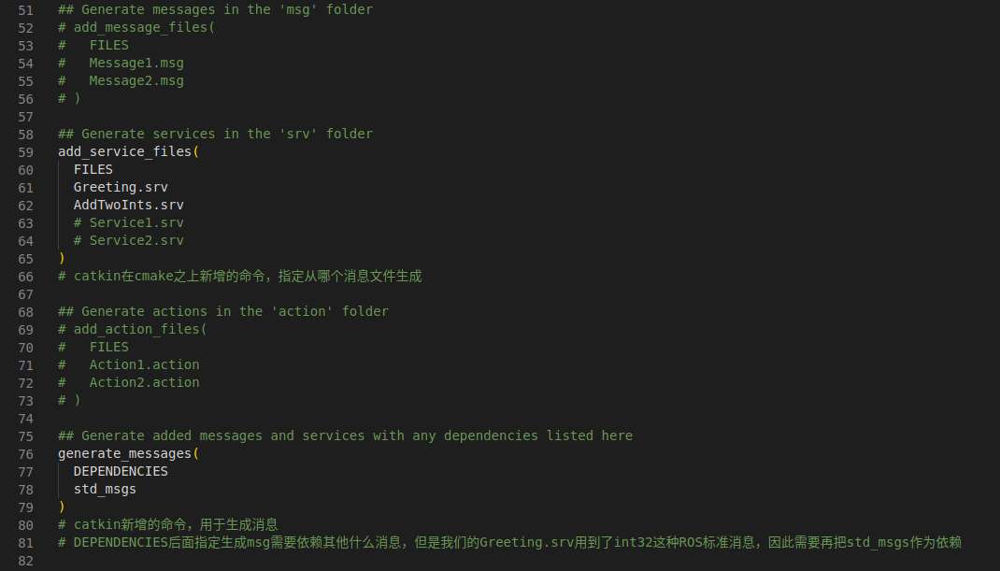 51 ## Generate messages in the 'msg' folder
52 # add_message_files(
53 #   FILES
54 #   Message1.msg
55 #   Message2.msg
56 # )
57
58 ## Generate services in the 'srv' folder
59 add_service_files(
60   FILES
61   Greeting.srv
62   AddTwoInts.srv
63   # Service1.srv
64   # Service2.srv
65 )
66 # catkin在cmake之上新增的命令，指定从哪个消息文件生成
67
68 ## Generate actions in the 'action' folder
69 # add_action_files(
70 #   FILES
71 #   Action1.action
72 #   Action2.action
73 # )
74
75 ## Generate added messages and services with any dependencies listed here
76 generate_messages(
77   DEPENDENCIES
78   std_msgs
79 )
80 # catkin新增的命令，用于生成消息
81 # DEPENDENCIES后面指定生成msg需要依赖其他什么消息，但是我们的Greeting.srv用到了int32这种ROS标准消息，因此需要再把std_msgs作为依赖
82